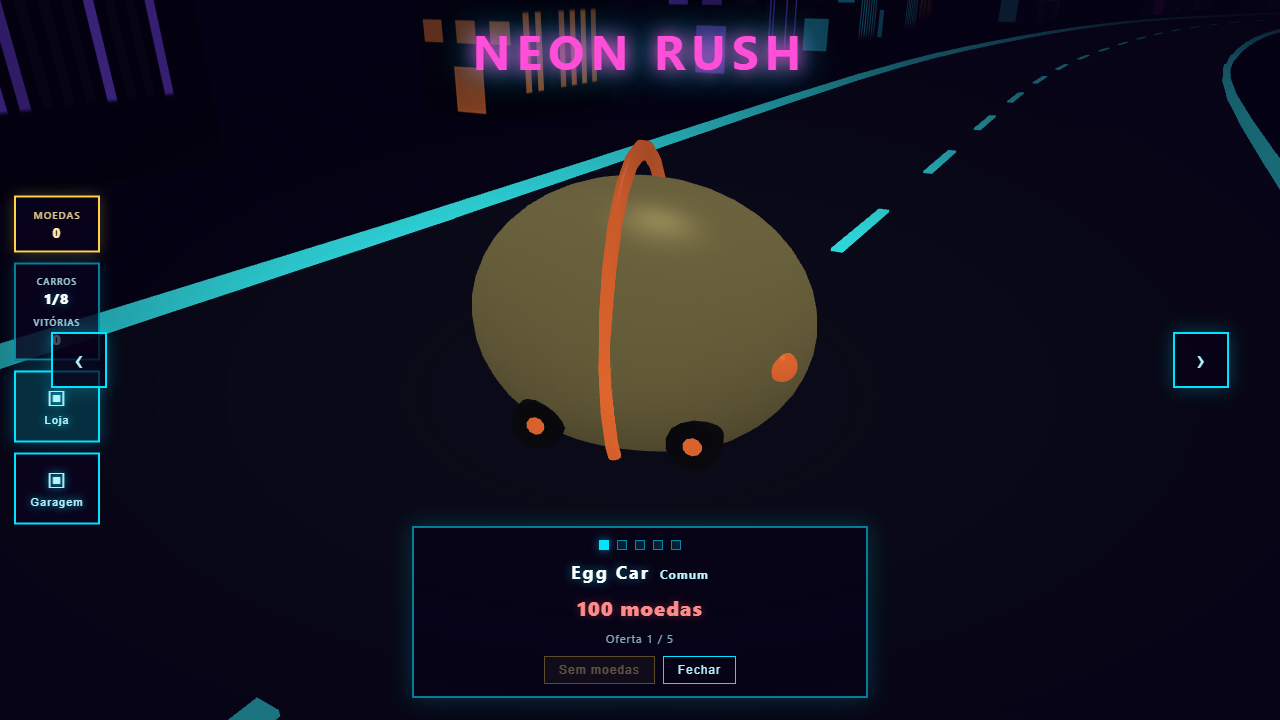 NEON RUSH
MOEDAS
0
CARROS
1/8
VITÓRIAS
0
❮
Loja
Garagem
❯
Egg Car Comum
100 moedas
Oferta 1 / 5
Sem moedas Fechar